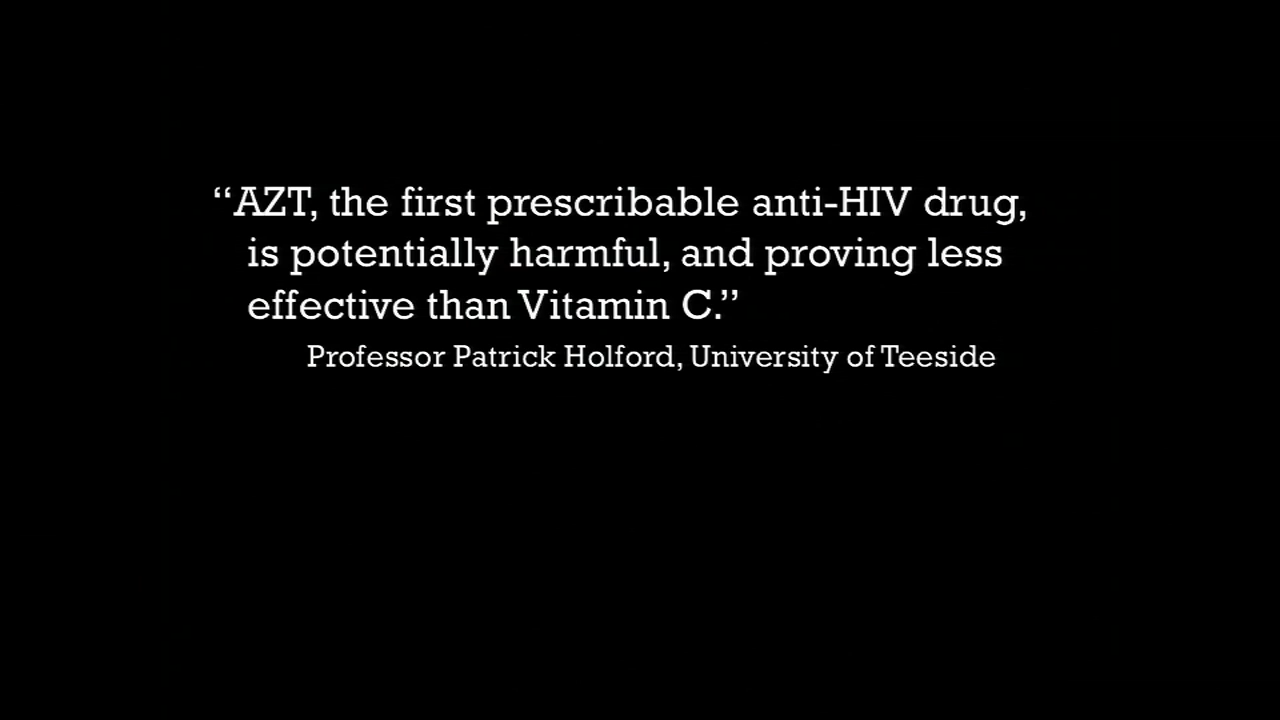 “AZT, the first prescribable anti-HIV drug,
is potentially harmful, and proving less
effective than Vitamin C.”
Professor Patrick Holford, University of Teeside